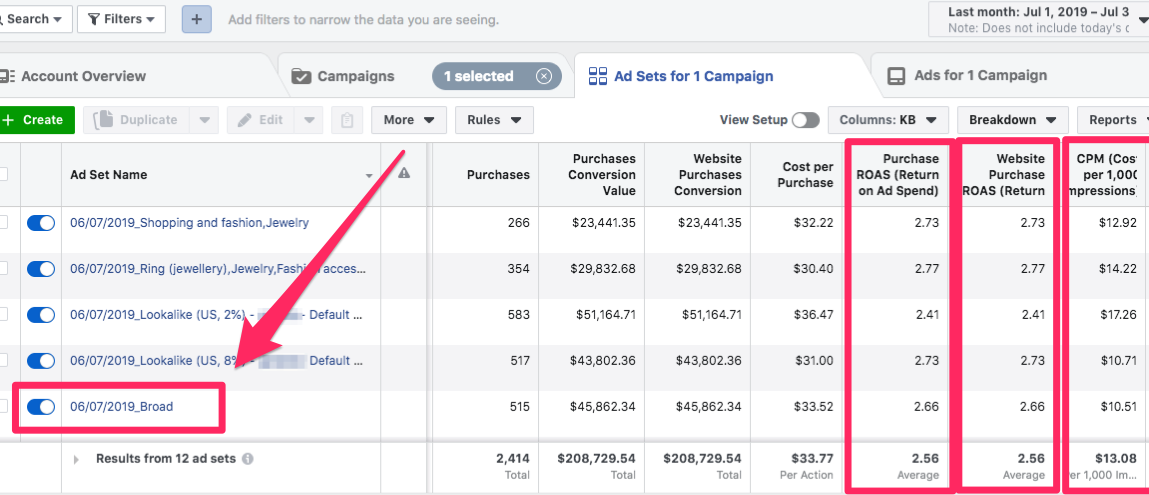 Search
Filters
+
Add filters to narrow the data you are seeing.
Last month: Jul 1, 2019 – Jul 3
Note: Does not include today's
Account Overview
Campaigns
1 selected
Ad Sets for 1 Campaign
Ads for 1 Campaign
+ Create
Duplicate
Edit
More
Rules
View Setup
Columns: KB
Breakdown
Reports
Ad Set Name
Purchases
Purchases
Conversion
Value
Website
Purchases
Conversion
Cost per
Purchase
Purchase
ROAS (Return
on Ad Spend)
Website
Purchase
ROAS (Return
CPM (Cost
per 1,000
mpressions)
06/07/2019_Shopping and fashion,Jewelry 266 $23,441.35 $23,441.35 $32.22 2.73 2.73 $12.92
06/07/2019_Ring (jewellery),Jewelry,Fashi acces... 354 $29,832.68 $29,832.68 $30.40 2.77 2.77 $14.22
06/07/2019_Lookalike (US, 2%) - - Default ... 583 $51,164.71 $51,164.71 $36.47 2.41 2.41 $17.26
06/07/2019_Lookalike (US, 8%) - Default ... 517 $43,802.36 $43,802.36 $31.00 2.73 2.73 $10.71
06/07/2019_Broad 515 $45,862.34 $45,862.34 $33.52 2.66 2.66 $10.51
Results from 12 ad sets 2,414 $208,729.54 $208,729.54 $33.77 2.56 2.56 $13.08
Total Total Total Per Action Average Average er 1,000 Im...